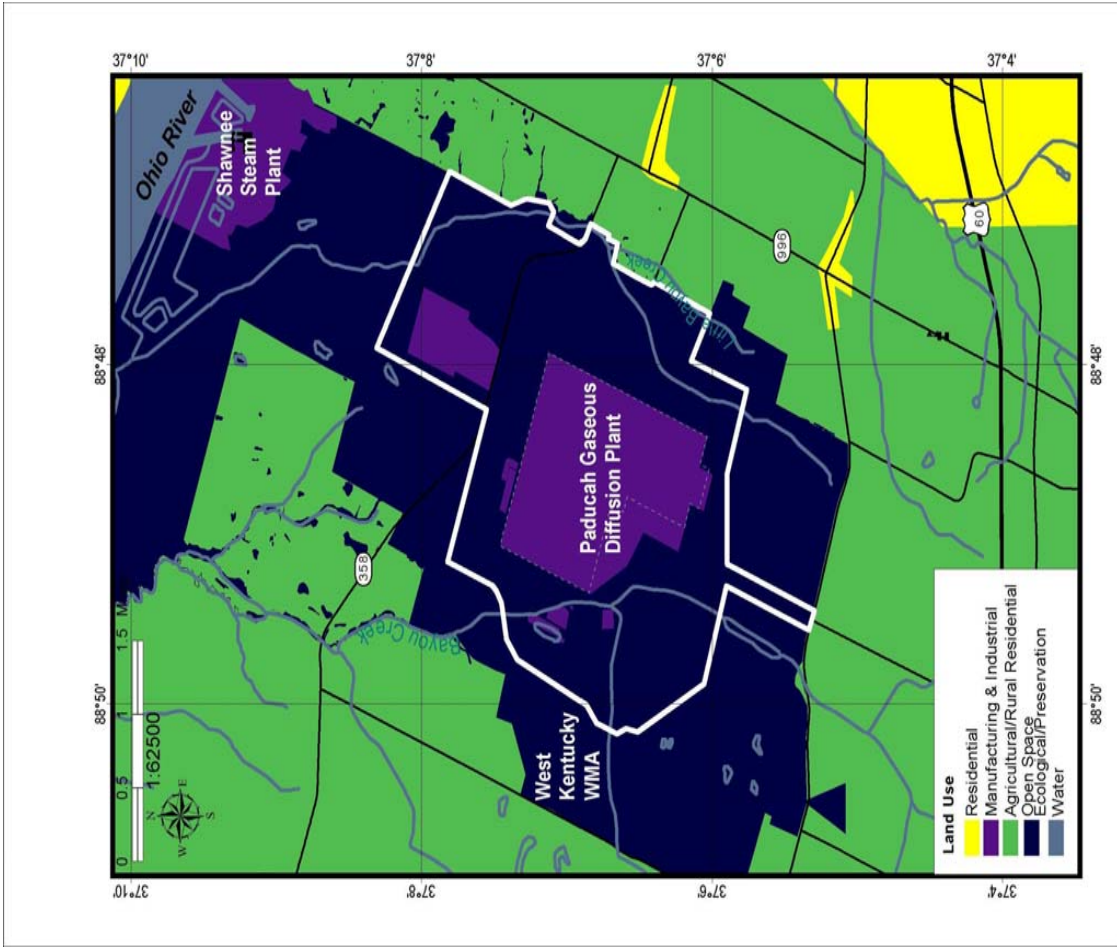 37°10'
37°8'
37°6'
37°4'
Ohio River
Shawnee
Steam
Plant
996
60
Little Bayou Creek
88°48'
88°48'
Paducah Gaseous
Diffusion Plant
358
Bayou Creek
88°50'
88°50'
West
Kentucky
WMA
0 0.5 1 1.5 M
1:62500
N
E
S
W
Land Use
Residential
Manufacturing & Industrial
Agricultural/Rural Residential
Open Space
Ecological/Preservation
Water
37°10'
37°8'
37°6'
37°4'